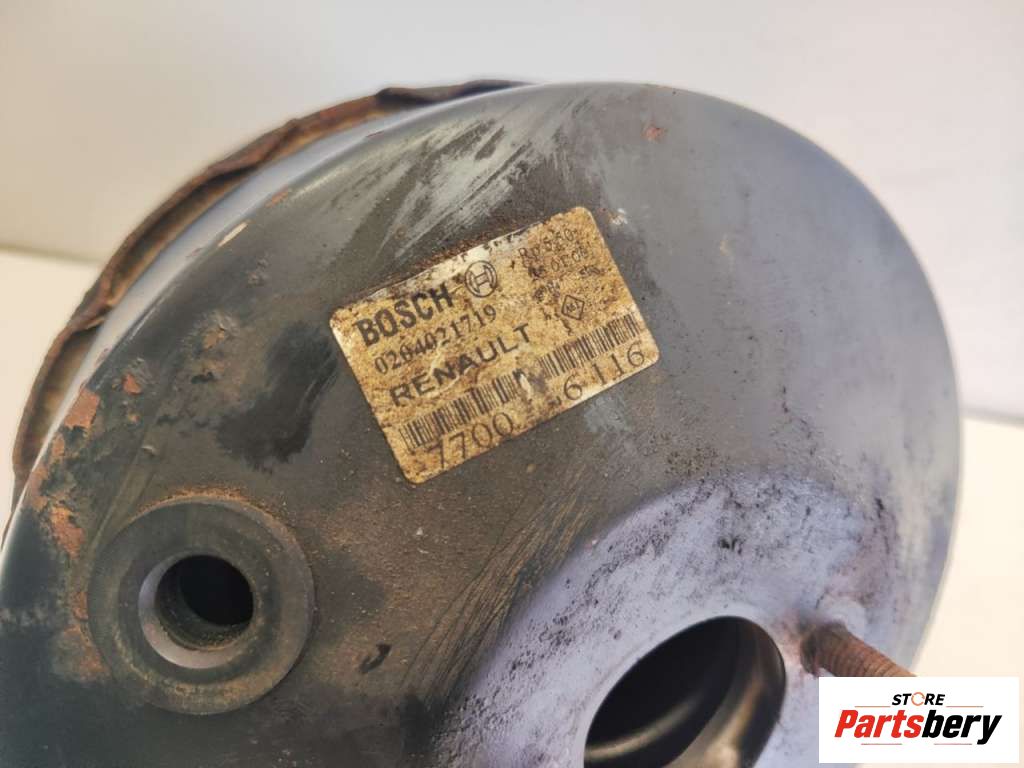 BOSCH
0204021719
RENAULT
7700
6116
STORE
Partsbery